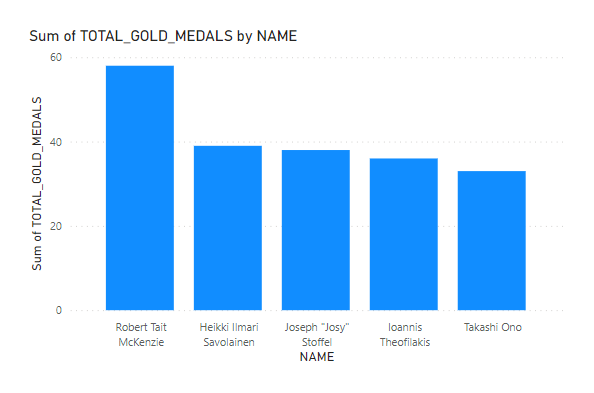 Sum of TOTAL_GOLD_MEDALS by NAME
60
40
20
0
Sum of TOTAL_GOLD_MEDALS
Robert Tait
McKenzie
Heikki Ilmari
Savolainen
Joseph "Josy"
Stoffel
Ioannis
Theofilakis
Takashi Ono
NAME